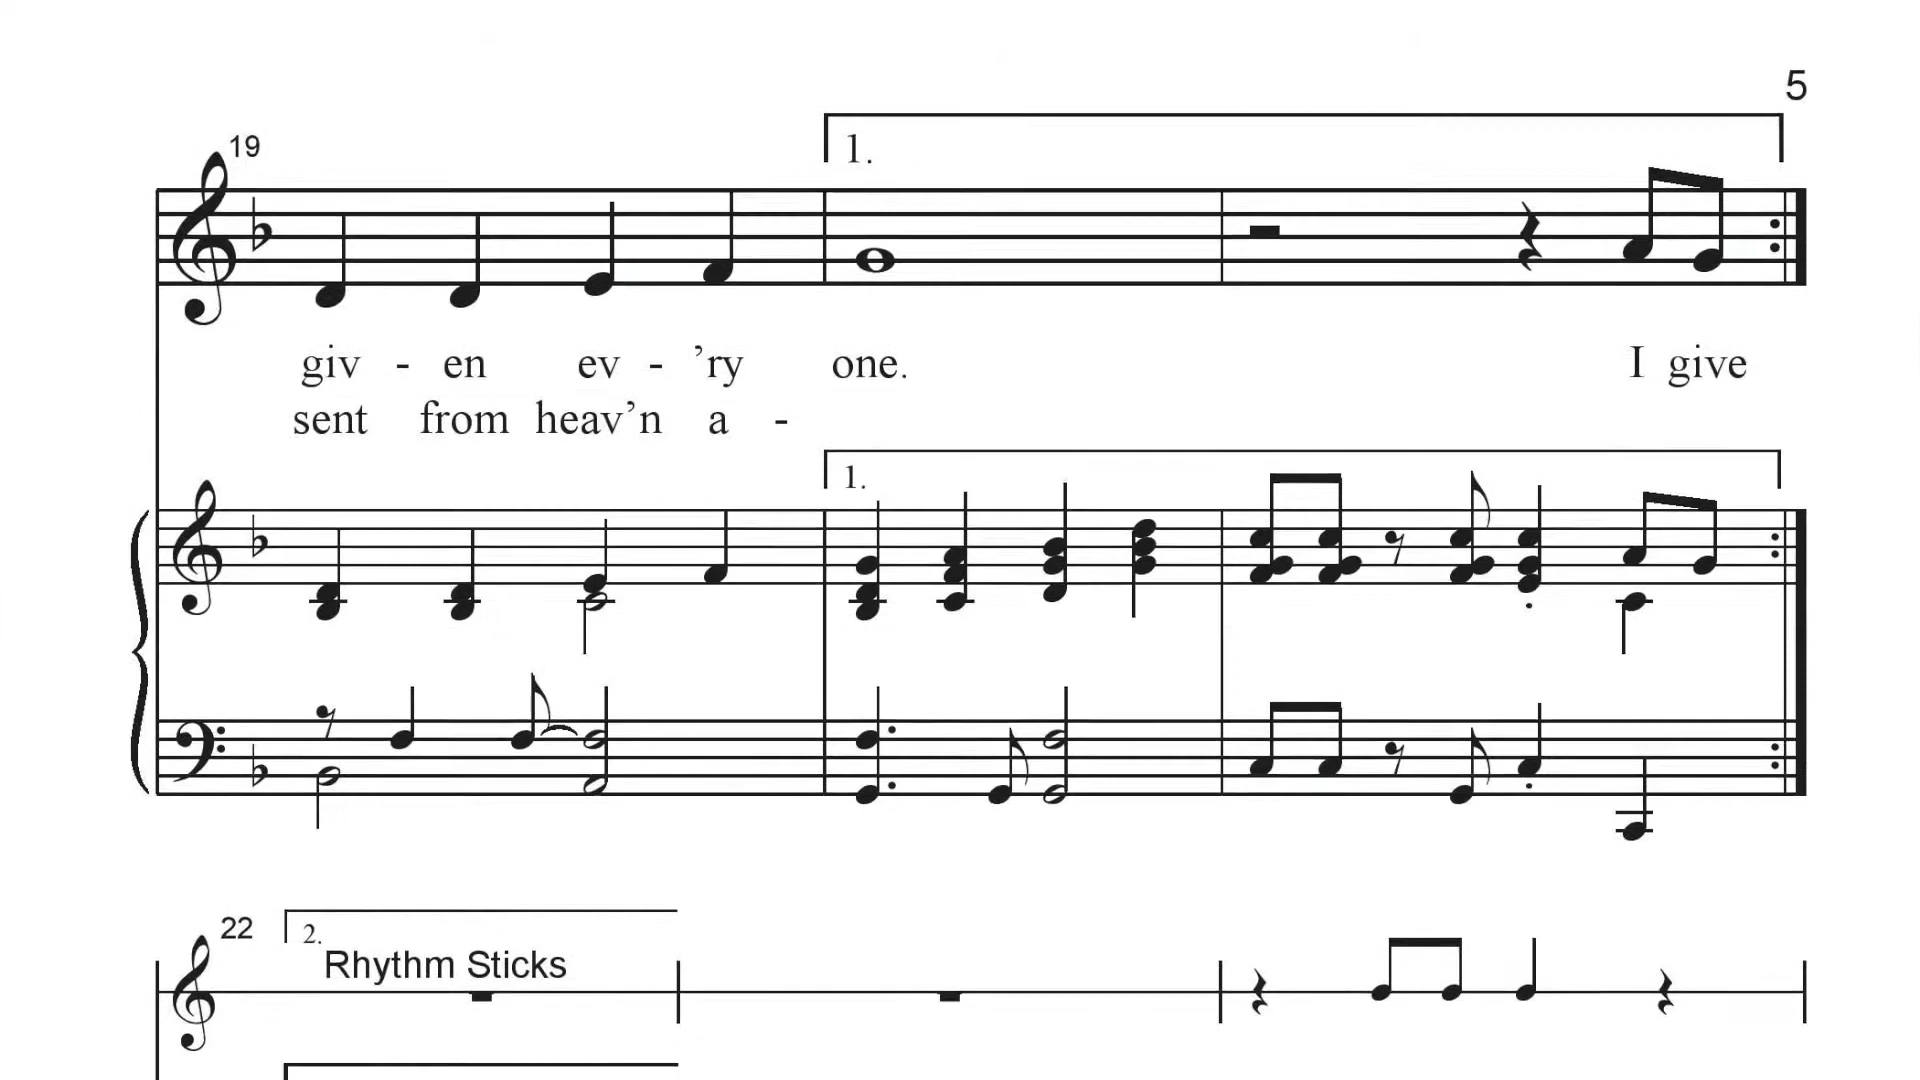 5
19
1.
giv - en ev - ’ry one. I give
sent from heav’n a -
1.
22
2.
Rhythm Sticks